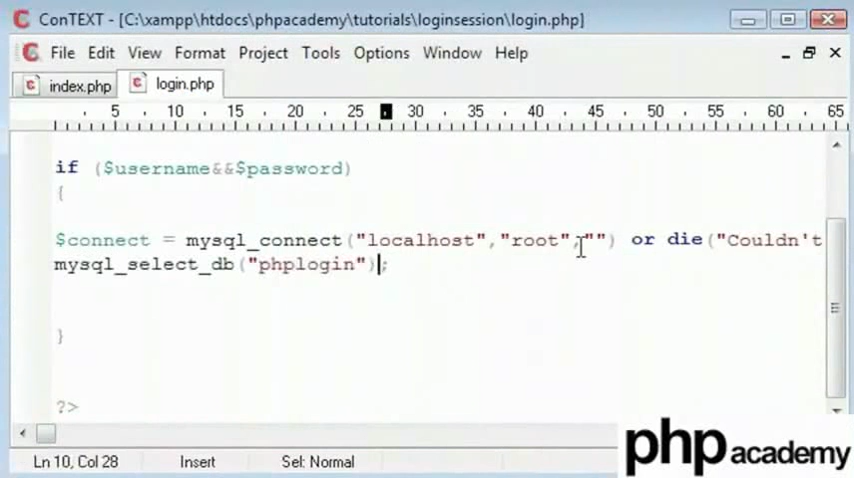 ConTEXT - [C:\xampp\htdocs\phpacademy\tutorials\loginsession\login.php]
File Edit View Format Project Tools Options Window Help
index.php login.php
5 10 15 20 25 30 35 40 45 50 55 60 65
if ($username&&$password)
{
$connect = mysql_connect("localhost","root","") or die("Couldn't
mysql_select_db("phplogin");
}
?>
Ln 10, Col 28 Insert Sel: Normal
php academy